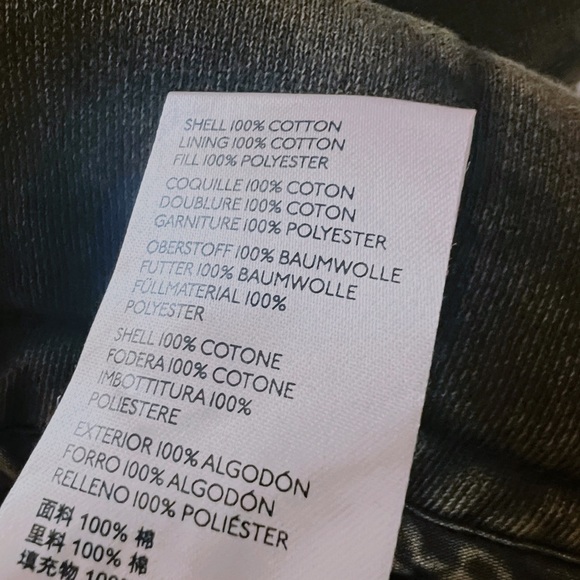 SHELL 100% COTTON
LINING 100% COTTON
FILL 100% POLYESTER
COQUILLE 100% COTON
DOUBLURE 100% COTON
GARNITURE 100% POLYESTER
OBERSTOFF 100% BAUMWOLLE
FUTTER 100% BAUMWOLLE
FÜLLMATERIAL 100%
POLYESTER
SHELL 100% COTONE
FODERA 100% COTONE
IMBOTTITURA 100%
POLIESTERE
EXTERIOR 100% ALGODÓN
FORRO 100% ALGODÓN
RELLENO 100% POLIÉSTER
面料 100% 棉
里料 100% 棉
填充物 100%